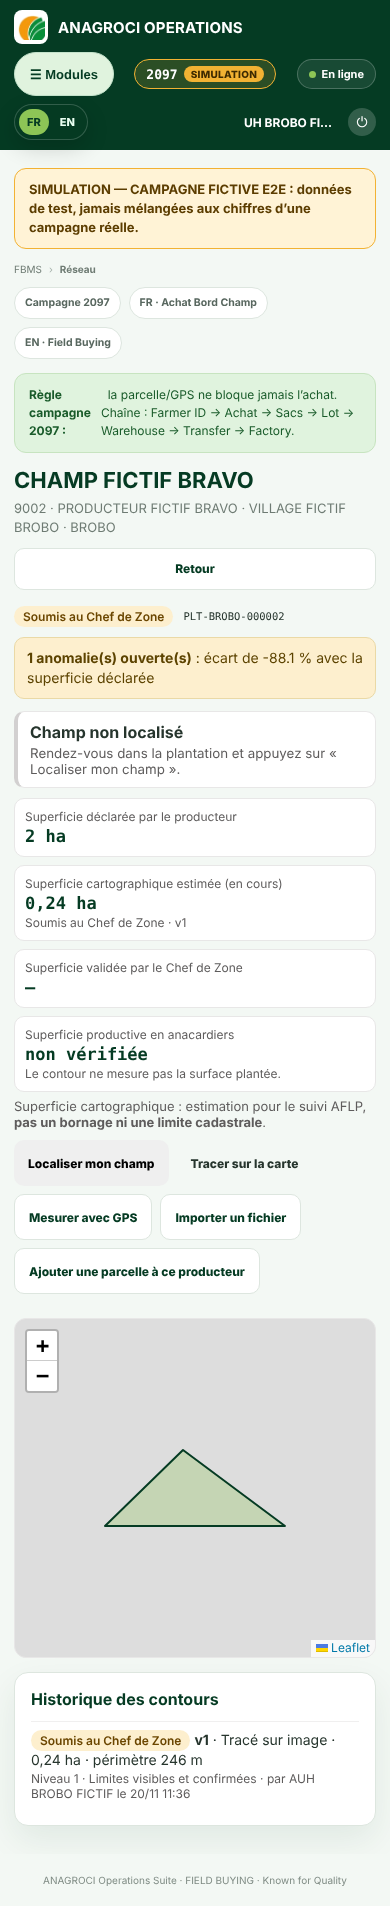 ANAGROCI OPERATIONS
☰ Modules
2097 SIMULATION
En ligne
FR EN
UH BROBO FI...
SIMULATION — CAMPAGNE FICTIVE E2E : données
de test, jamais mélangées aux chiffres d’une
campagne réelle.
FBMS › Réseau
Campagne 2097
FR · Achat Bord Champ
EN · Field Buying
Règle campagne 2097 :
la parcelle/GPS ne bloque jamais l’achat.
Chaîne : Farmer ID → Achat → Sacs → Lot →
Warehouse → Transfer → Factory.
CHAMP FICTIF BRAVO
9002 · PRODUCTEUR FICTIF BRAVO · VILLAGE FICTIF
BROBO · BROBO
Retour
Soumis au Chef de Zone PLT-BROBO-000002
1 anomalie(s) ouverte(s) : écart de -88.1 % avec la
superficie déclarée
Champ non localisé
Rendez-vous dans la plantation et appuyez sur «
Localiser mon champ ».
Superficie déclarée par le producteur
2 ha
Superficie cartographique estimée (en cours)
0,24 ha
Soumis au Chef de Zone · v1
Superficie validée par le Chef de Zone
—
Superficie productive en anacardiers
non vérifiée
Le contour ne mesure pas la surface plantée.
Superficie cartographique : estimation pour le suivi AFLP,
pas un bornage ni une limite cadastrale.
Localiser mon champ
Tracer sur la carte
Mesurer avec GPS
Importer un fichier
Ajouter une parcelle à ce producteur
+
−
Leaflet
Historique des contours
Soumis au Chef de Zone v1 · Tracé sur image ·
0,24 ha · périmètre 246 m
Niveau 1 · Limites visibles et confirmées · par AUH
BROBO FICTIF le 20/11 11:36
ANAGROCI Operations Suite · FIELD BUYING · Known for Quality